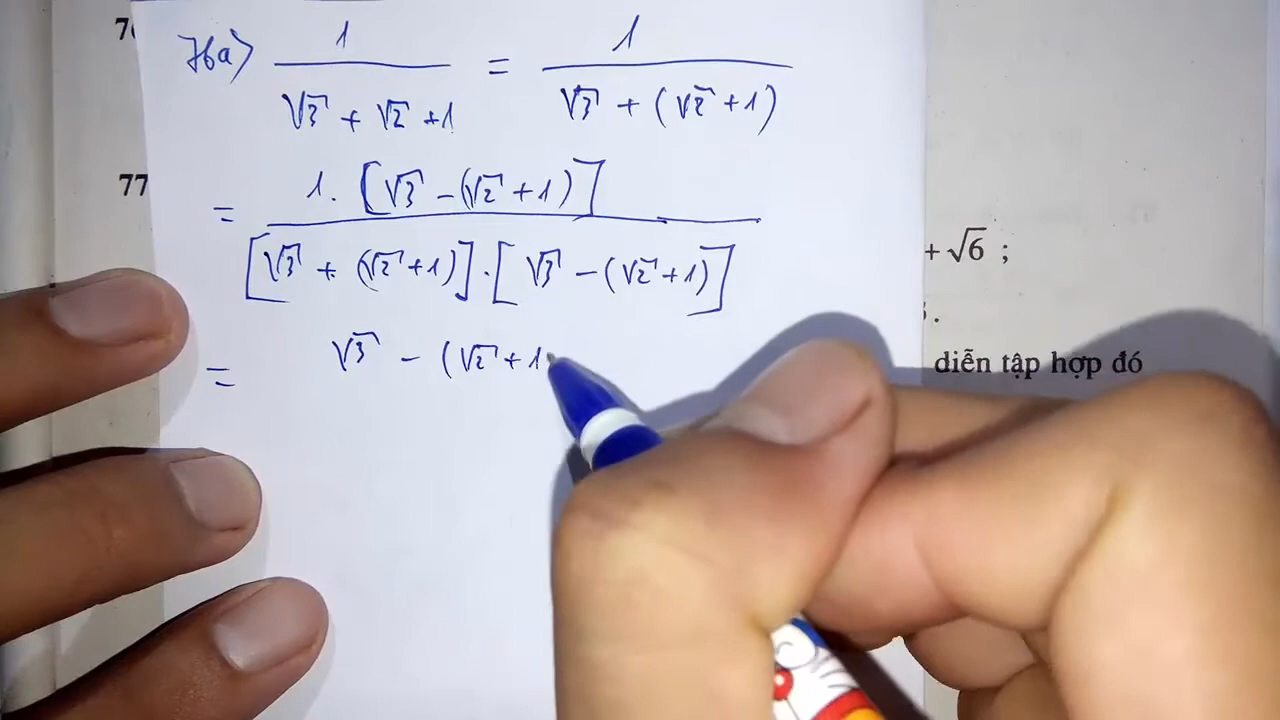 76a) 1 / (√3 + √2 + 1) = 1 / (√3 + (√2 + 1))
= 1 . [√3 - (√2 + 1)] / [√3 + (√2 + 1)] . [√3 - (√2 + 1)]
= √3 - (√2 + 1
77
+ √6 ;
diễn tập hợp đó